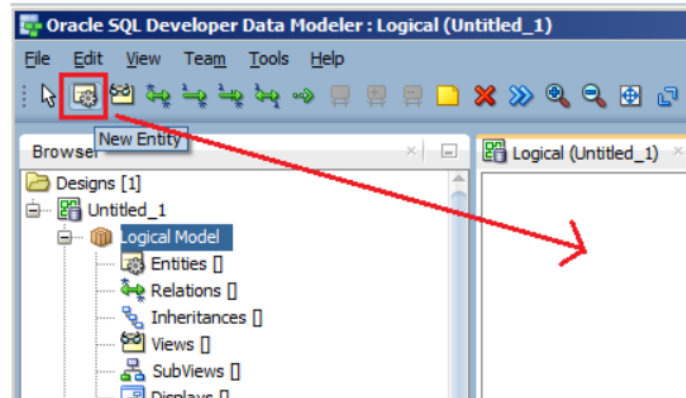 Oracle SQL Developer Data Modeler : Logical (Untitled_1)
File Edit View Team Tools Help
New Entity
Browser
Logical (Untitled_1)
Designs [1]
Untitled_1
Logical Model
Entities []
Relations []
Inheritances []
Views []
SubViews []
Displays []